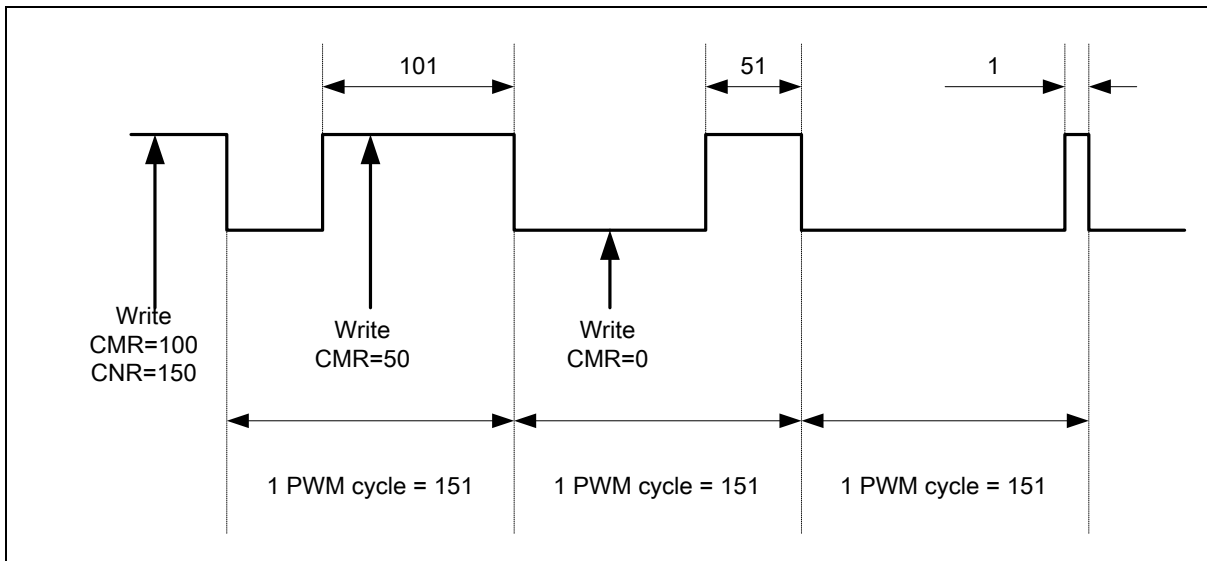 101
51
1
Write
CMR=100
CNR=150
Write
CMR=50
Write
CMR=0
1 PWM cycle = 151
1 PWM cycle = 151
1 PWM cycle = 151